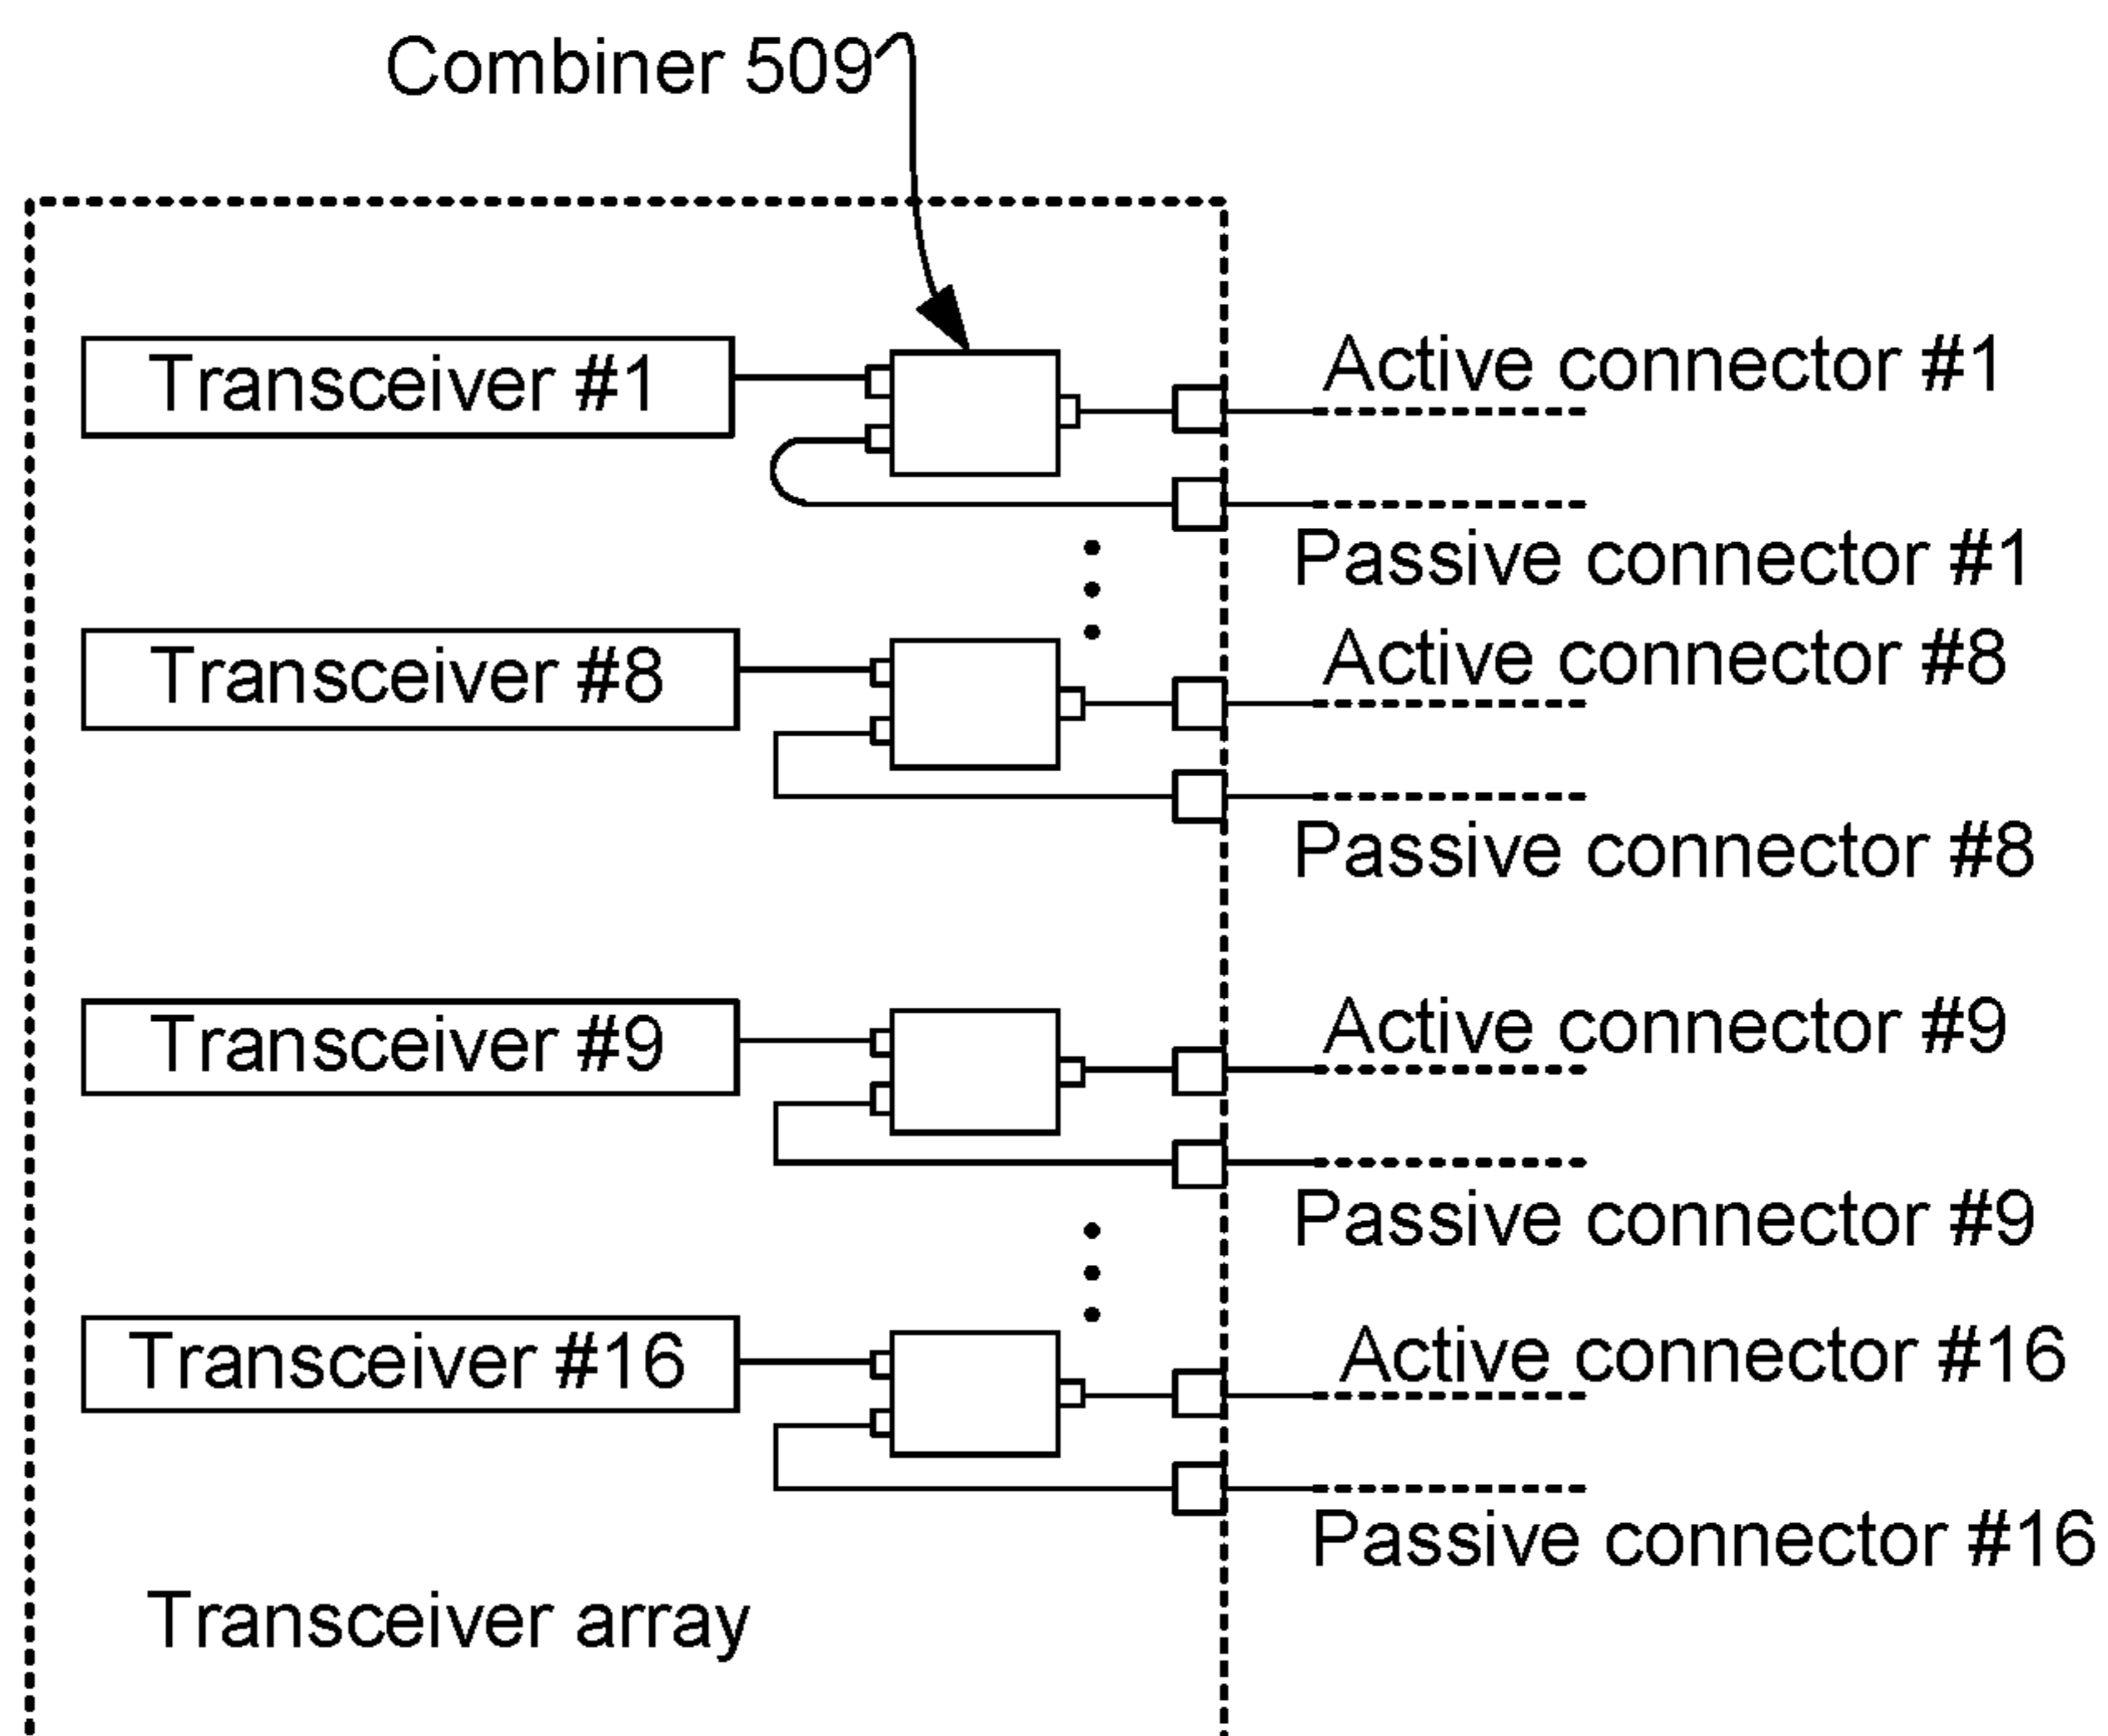 Combiner 509
Transceiver #1
Active connector #1
Passive connector #1
Transceiver #8
Active connector #8
Passive connector #8
Transceiver #9
Active connector #9
Passive connector #9
Transceiver #16
Active connector #16
Passive connector #16
Transceiver array